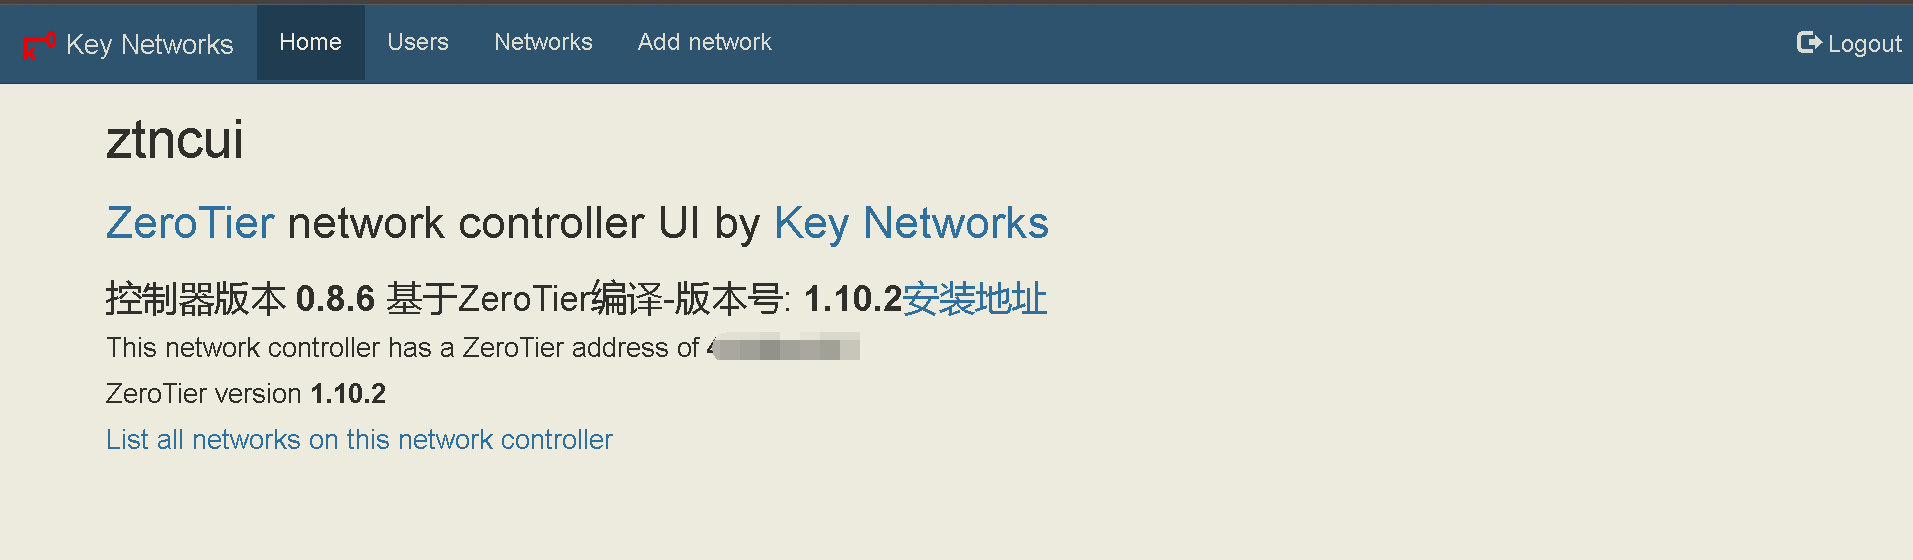 Key Networks Home Users Networks Add network Logout
ztncui
ZeroTier network controller UI by Key Networks
控制器版本 0.8.6 基于ZeroTier编译-版本号: 1.10.2安装地址
This network controller has a ZeroTier address of
ZeroTier version 1.10.2
List all networks on this network controller